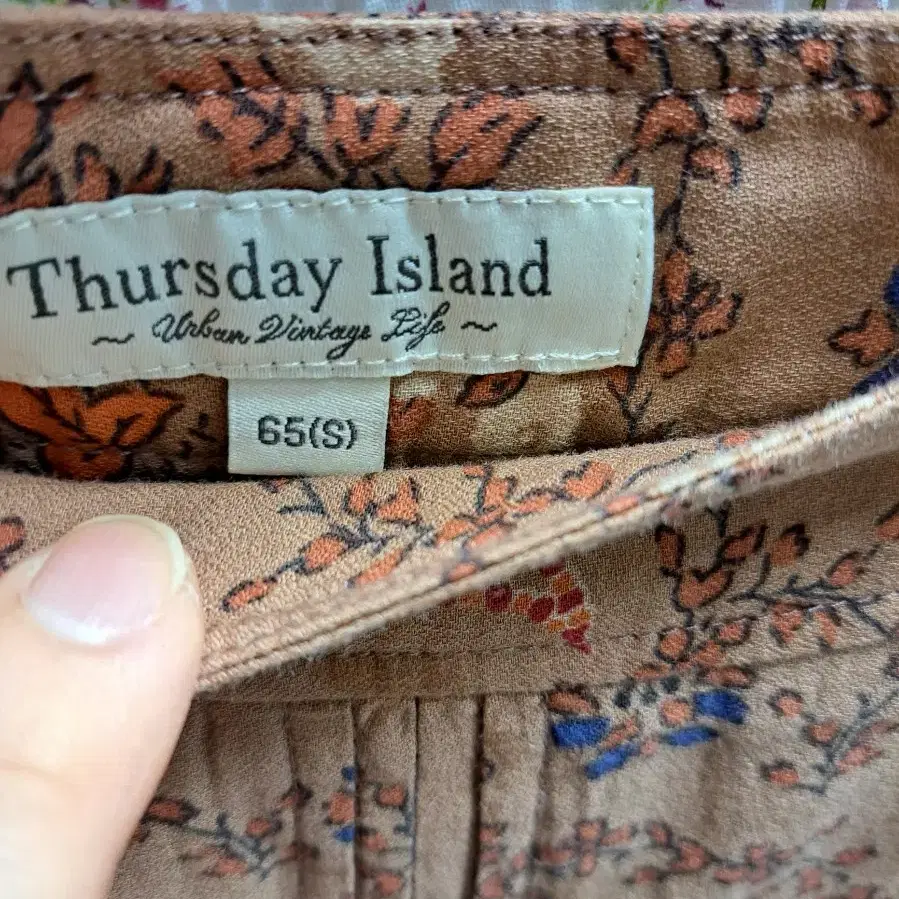 Thursday Island
~ Urban Vintage Life ~
65(S)